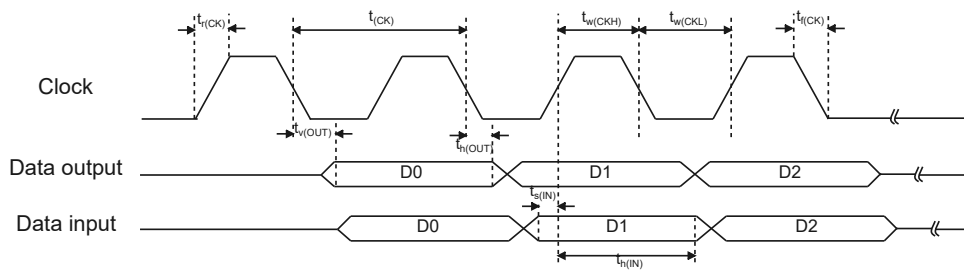 tr(CK) t(CK) tw(CKH) tw(CKL) tf(CK)
Clock
tv(OUT) th(OUT)
Data output D0 D1 D2
ts(IN)
Data input D0 D1 D2
th(IN)